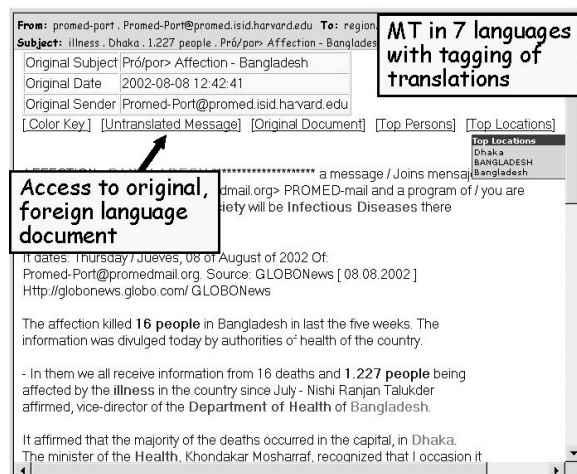 From: promed-port . Promed-Port@promed.isid.harvard.edu To: region.
Subject: illness . Dhaka . 1.227 people . Pró/por> Affection - Banglades
MT in 7 languages
with tagging of
translations
Original Subject Pró/por> Affection - Bangladesh
Original Date 2002-08-08 12:42:41
Original Sender Promed-Port@promed.isid.harvard.edu
[ Color Key ] [Untranslated Message] [Original Document] [Top Persons] [Top Locations]
Top Locations
Dhaka
BANGLADESH
Bangladesh
********************* a message / Joins mensaj
dmail.org> PROMED-mail and a program of / you are
ciety will be Infectious Diseases there
Access to original,
foreign language
document
It dates: Thursday / Jueves, 08 of August of 2002 Of:
Promed-Port@promedmail.org. Source: GLOBONews [ 08.08.2002 ]
Http://globonews.globo.com/ GLOBONews
The affection killed 16 people in Bangladesh in last the five weeks. The
information was divulged today by authorities of health of the country.
- In them we all receive information from 16 deaths and 1.227 people being
affected by the illness in the country since July - Nishi Ranjan Talukder
affirmed, vice-director of the Department of Health of Bangladesh.
It affirmed that the majority of the deaths occurred in the capital, in Dhaka.
The minister of the Health, Khondakar Mosharraf, recognized that I occasion it